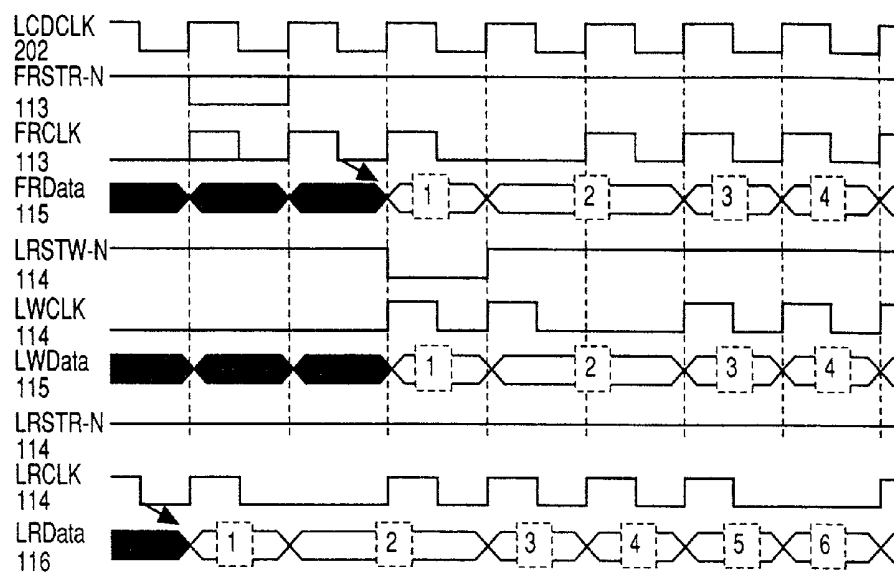 LCDCLK
202
FRSTR-N
113
FRCLK
113
FRData 1 2 3 4
115
LRSTW-N
114
LWCLK
114
LWData 1 2 3 4
115
LRSTR-N
114
LRCLK
114
LRData 1 2 3 4 5 6
116